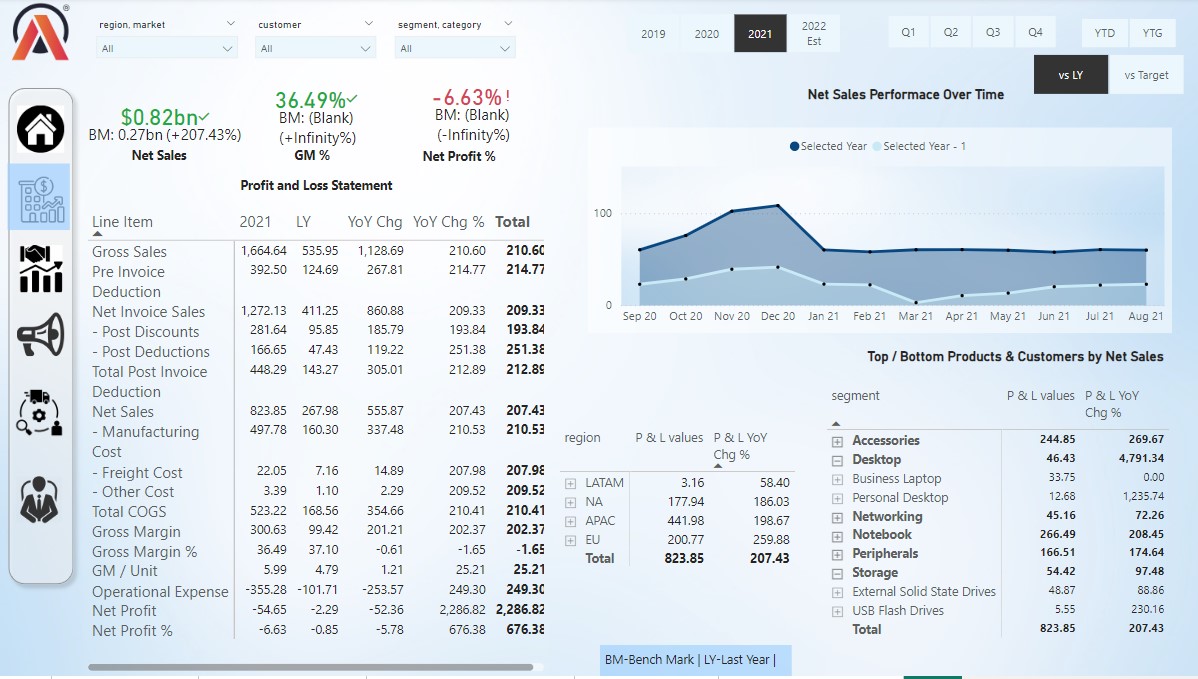 region, market
customer
segment, category
All
All
All
2019 2020 2021 2022 Est
Q1 Q2 Q3 Q4
YTD YTG
vs LY vs Target
$0.82bn
BM: 0.27bn (+207.43%)
Net Sales
36.49%
BM: (Blank)
(+Infinity%)
GM %
-6.63% !
BM: (Blank)
(-Infinity%)
Net Profit %
Net Sales Performace Over Time
Selected Year Selected Year - 1
100
0
Sep 20 Oct 20 Nov 20 Dec 20 Jan 21 Feb 21 Mar 21 Apr 21 May 21 Jun 21 Jul 21 Aug 21
Profit and Loss Statement
Line Item 2021 LY YoY Chg YoY Chg % Total
Gross Sales 1,664.64 535.95 1,128.69 210.60 210.60
Pre Invoice 392.50 124.69 267.81 214.77 214.77
Deduction
Net Invoice Sales 1,272.13 411.25 860.88 209.33 209.33
- Post Discounts 281.64 95.85 185.79 193.84 193.84
- Post Deductions 166.65 47.43 119.22 251.38 251.38
Total Post Invoice 448.29 143.27 305.01 212.89 212.89
Deduction
Net Sales 823.85 267.98 555.87 207.43 207.43
- Manufacturing 497.78 160.30 337.48 210.53 210.53
Cost
- Freight Cost 22.05 7.16 14.89 207.98 207.98
- Other Cost 3.39 1.10 2.29 209.52 209.52
Total COGS 523.22 168.56 354.66 210.41 210.41
Gross Margin 300.63 99.42 201.21 202.37 202.37
Gross Margin % 36.49 37.10 -0.61 -1.65 -1.65
GM / Unit 5.99 4.79 1.21 25.21 25.21
Operational Expense -355.28 -101.71 -253.57 249.30 249.30
Net Profit -54.65 -2.29 -52.36 2,286.82 2,286.82
Net Profit % -6.63 -0.85 -5.78 676.38 676.38
region P & L values P & L YoY
Chg %
LATAM 3.16 58.40
NA 177.94 186.03
APAC 441.98 198.67
EU 200.77 259.88
Total 823.85 207.43
Top / Bottom Products & Customers by Net Sales
segment P & L values P & L YoY
Chg %
Accessories 244.85 269.67
Desktop 46.43 4,791.34
Business Laptop 33.75 0.00
Personal Desktop 12.68 1,235.74
Networking 45.16 72.26
Notebook 266.49 208.45
Peripherals 166.51 174.64
Storage 54.42 97.48
External Solid State Drives 48.87 88.86
USB Flash Drives 5.55 230.16
Total 823.85 207.43
BM-Bench Mark | LY-Last Year |